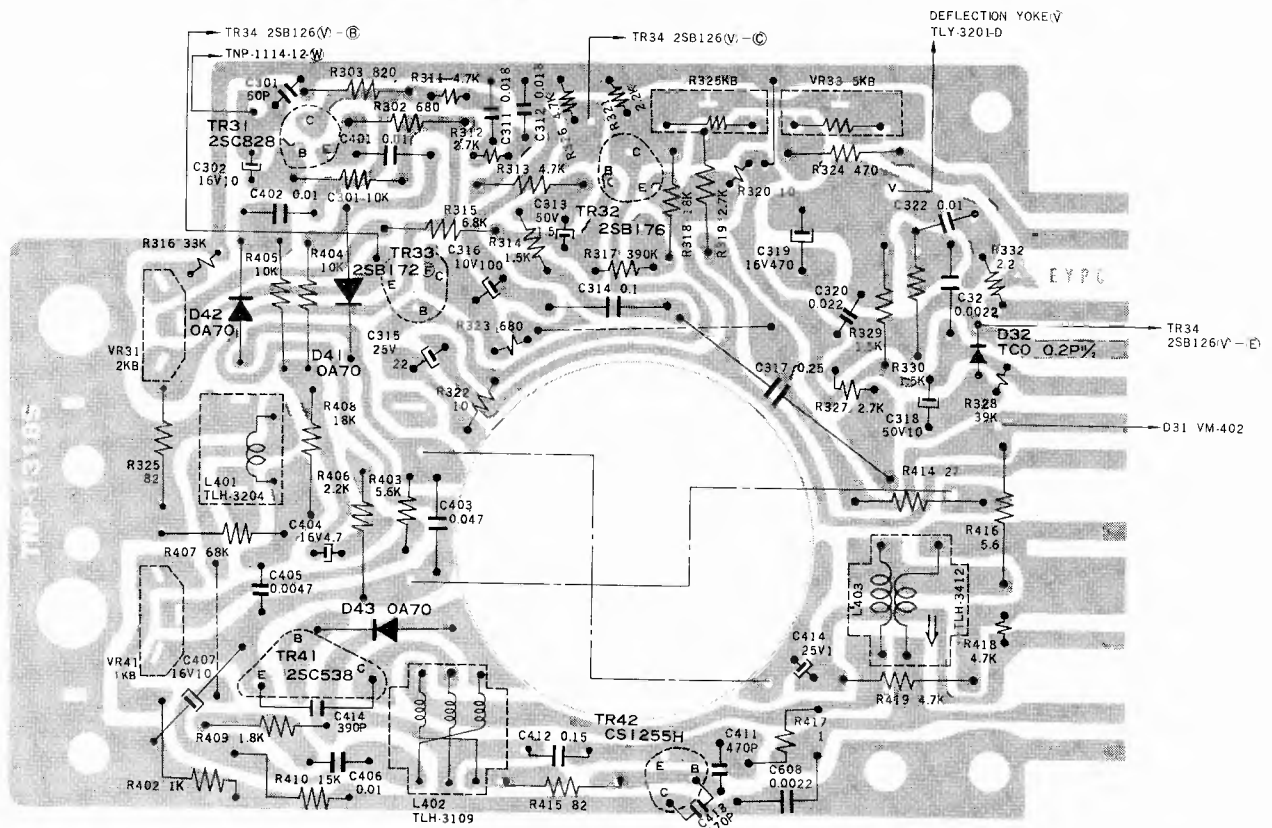 DEFLECTION YOKE(V)
TLY-3201-D
TR34 2SB126(V)-(B)
TR34 2SB126(V)-(C)
TNP-1114-12-(W)
C301
60P
R303 820
R311 4.7K
R302 680
C311 0.018
C312 0.018
R326 4.7K
R321
2.2K
R325KB
VR33 5KB
TR31
2SC828
C
B
E
C401 0.01
R312
2.7K
C302
16V10
C402 0.01
C301-10K
R313 4.7K
C313
50V
1.5
B
C
C
E
TR32
2SB176
R318 18K
R319 2.7K
R320 10
R324 470
V
C322 0.01
R315
6.8K
R314
1.5K
R316 33K
R405
10K
R404
10K
TR33
2SB172
E
C
B
C316
10V100
R317 390K
C319
16V470
R332
2.2
EYPC
C314 0.1
C320
0.022
R329
1.5K
C32
0.0022
D42
OA70
VR31
2KB
D41
OA70
C315
25V
22
R323 680
D32
TCO 0.2P11/2
TR34
2SB126(V)-(E)
R330
1.5K
C317 0.25
R322
10
R327 2.7K
C318
50V10
R328
39K
D31 VM-402
R408
18K
R325
82
L401
TLH-3204
R406
2.2K
R403
5.6K
C403
0.047
R414 27
R416
5.6
C404
16V4.7
R407 68K
C405
0.0047
L403
TLH-3412
D43 OA70
B
TR41
2SC538
E
C
VR41
1KB
C407
16V10
C414
25V1
R418
4.7K
R419 4.7K
C414
390P
R409 1.8K
TR42
CS1255H
C412 0.15
C411
470P
R417
1
R402 1K
R410 15K
C406
0.01
L402
TLH-3109
R415 82
E
B
C
C608
0.0022
C413